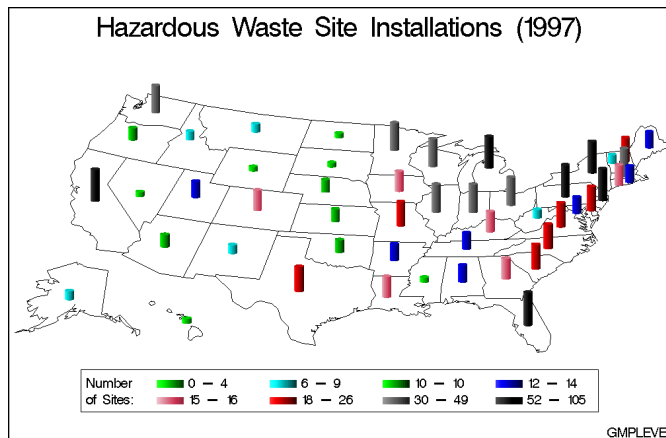 Hazardous Waste Site Installations (1997)
Number 0 – 4 6 – 9 10 – 10 12 – 14
of Sites: 15 – 16 18 – 26 30 – 49 52 – 105
GMPLEVE